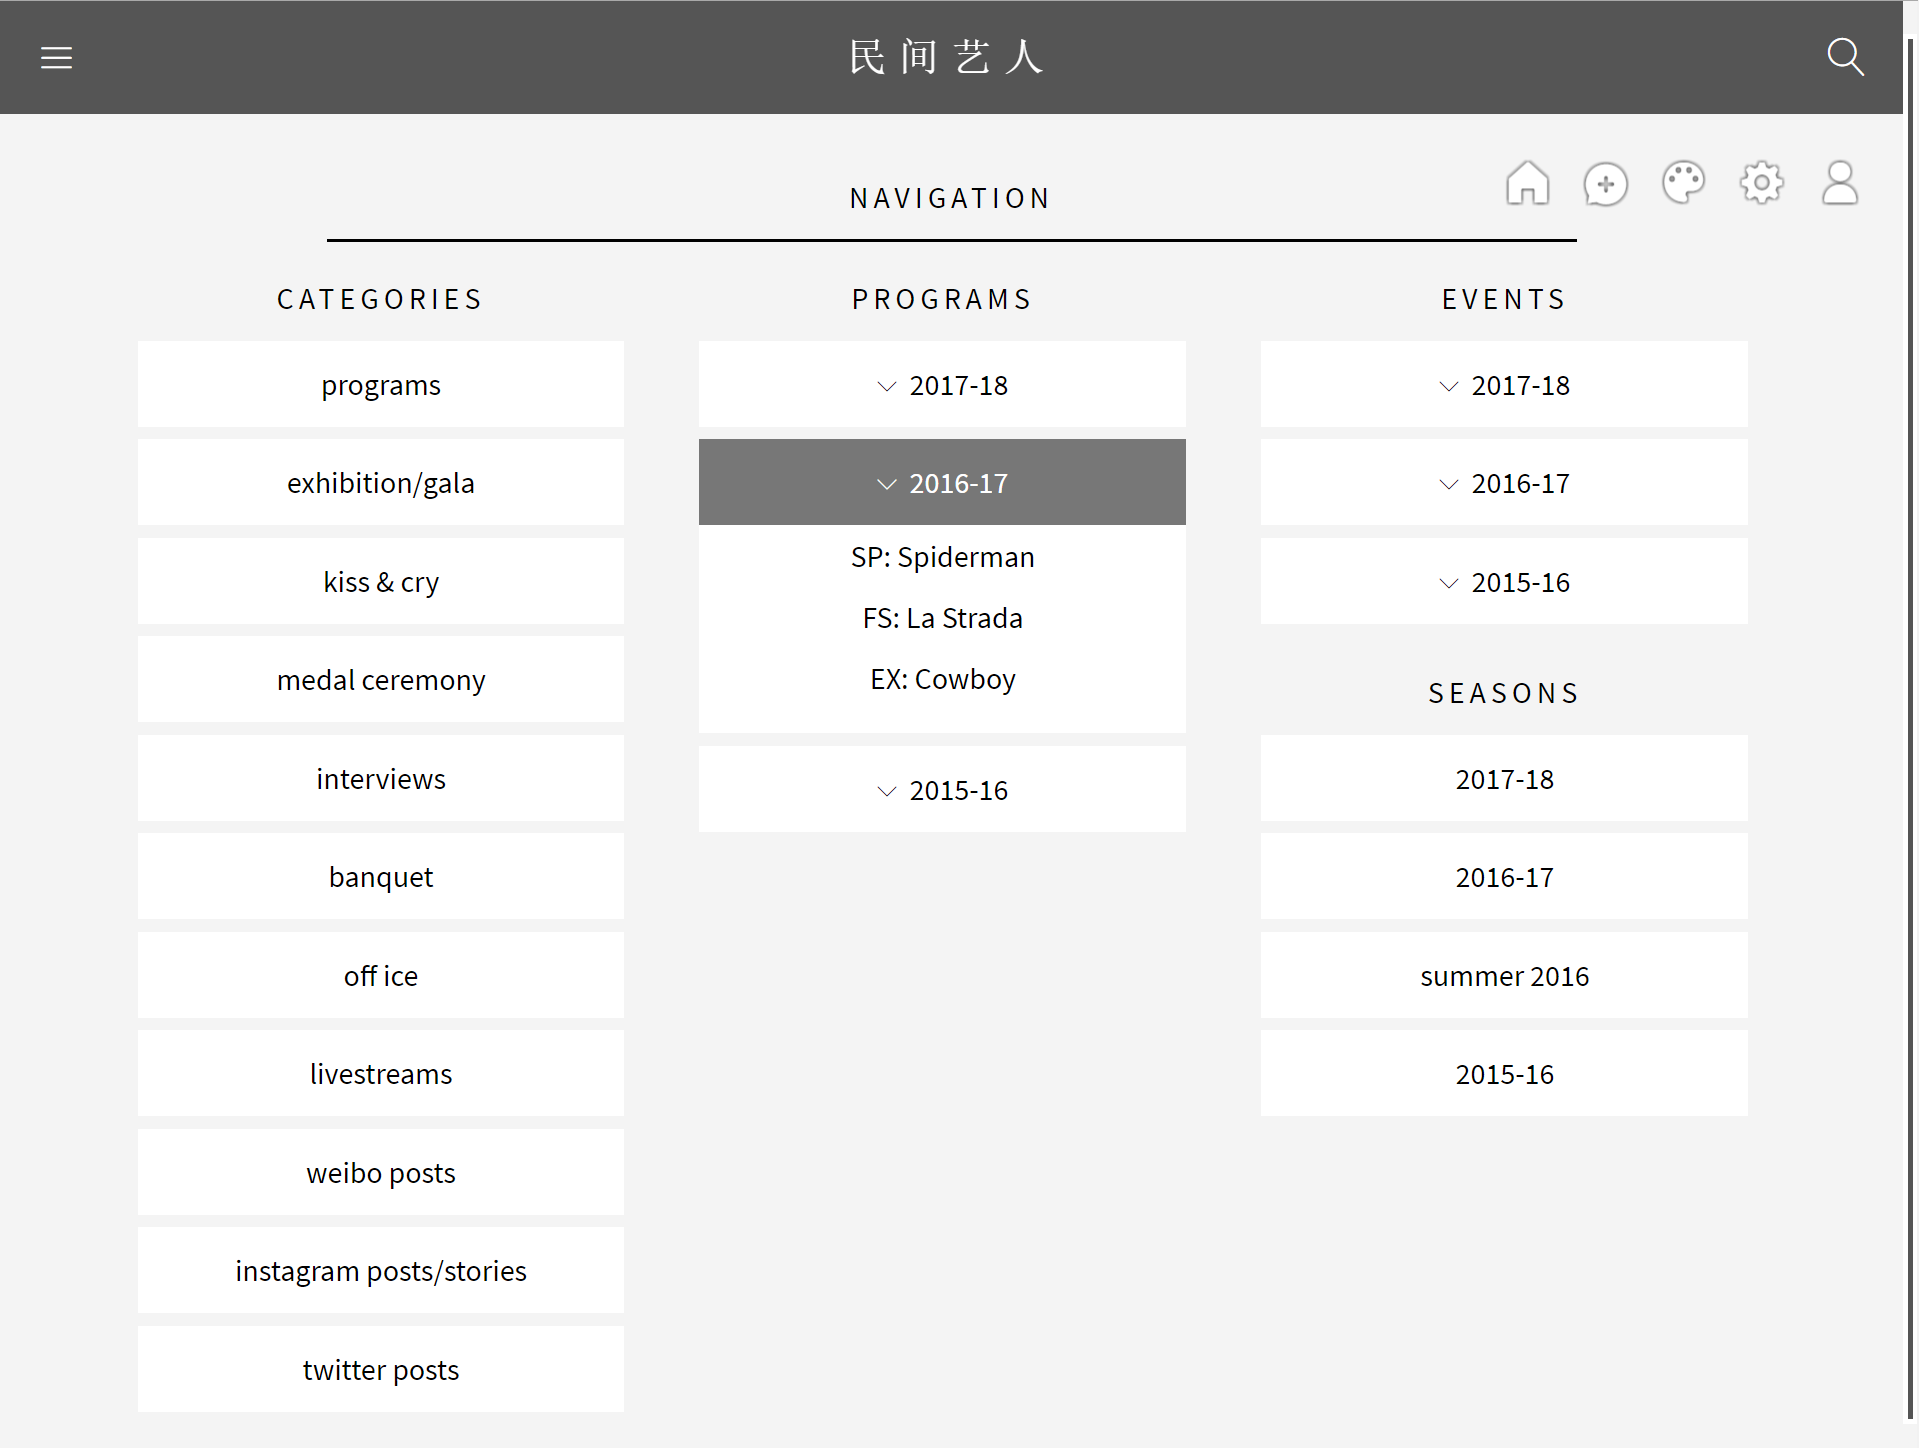 民间艺人
NAVIGATION
CATEGORIES
programs
exhibition/gala
kiss & cry
medal ceremony
interviews
banquet
off ice
livestreams
weibo posts
instagram posts/stories
twitter posts
PROGRAMS
2017-18
2016-17
SP: Spiderman
FS: La Strada
EX: Cowboy
2015-16
EVENTS
2017-18
2016-17
2015-16
SEASONS
2017-18
2016-17
summer 2016
2015-16